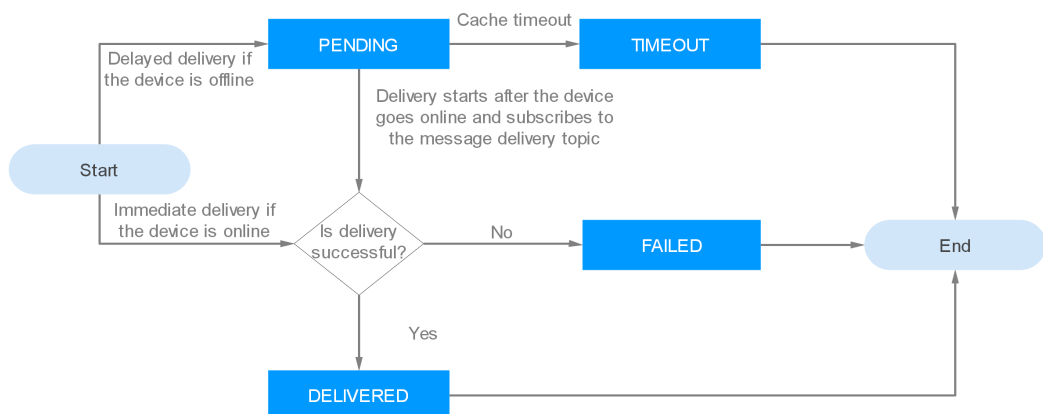 Cache timeout
PENDING
TIMEOUT
Delayed delivery if
the device is offline
Delivery starts after the device
goes online and subscribes to
the message delivery topic
Start
Immediate delivery if
the device is online
Is delivery
successful?
No
FAILED
End
Yes
DELIVERED